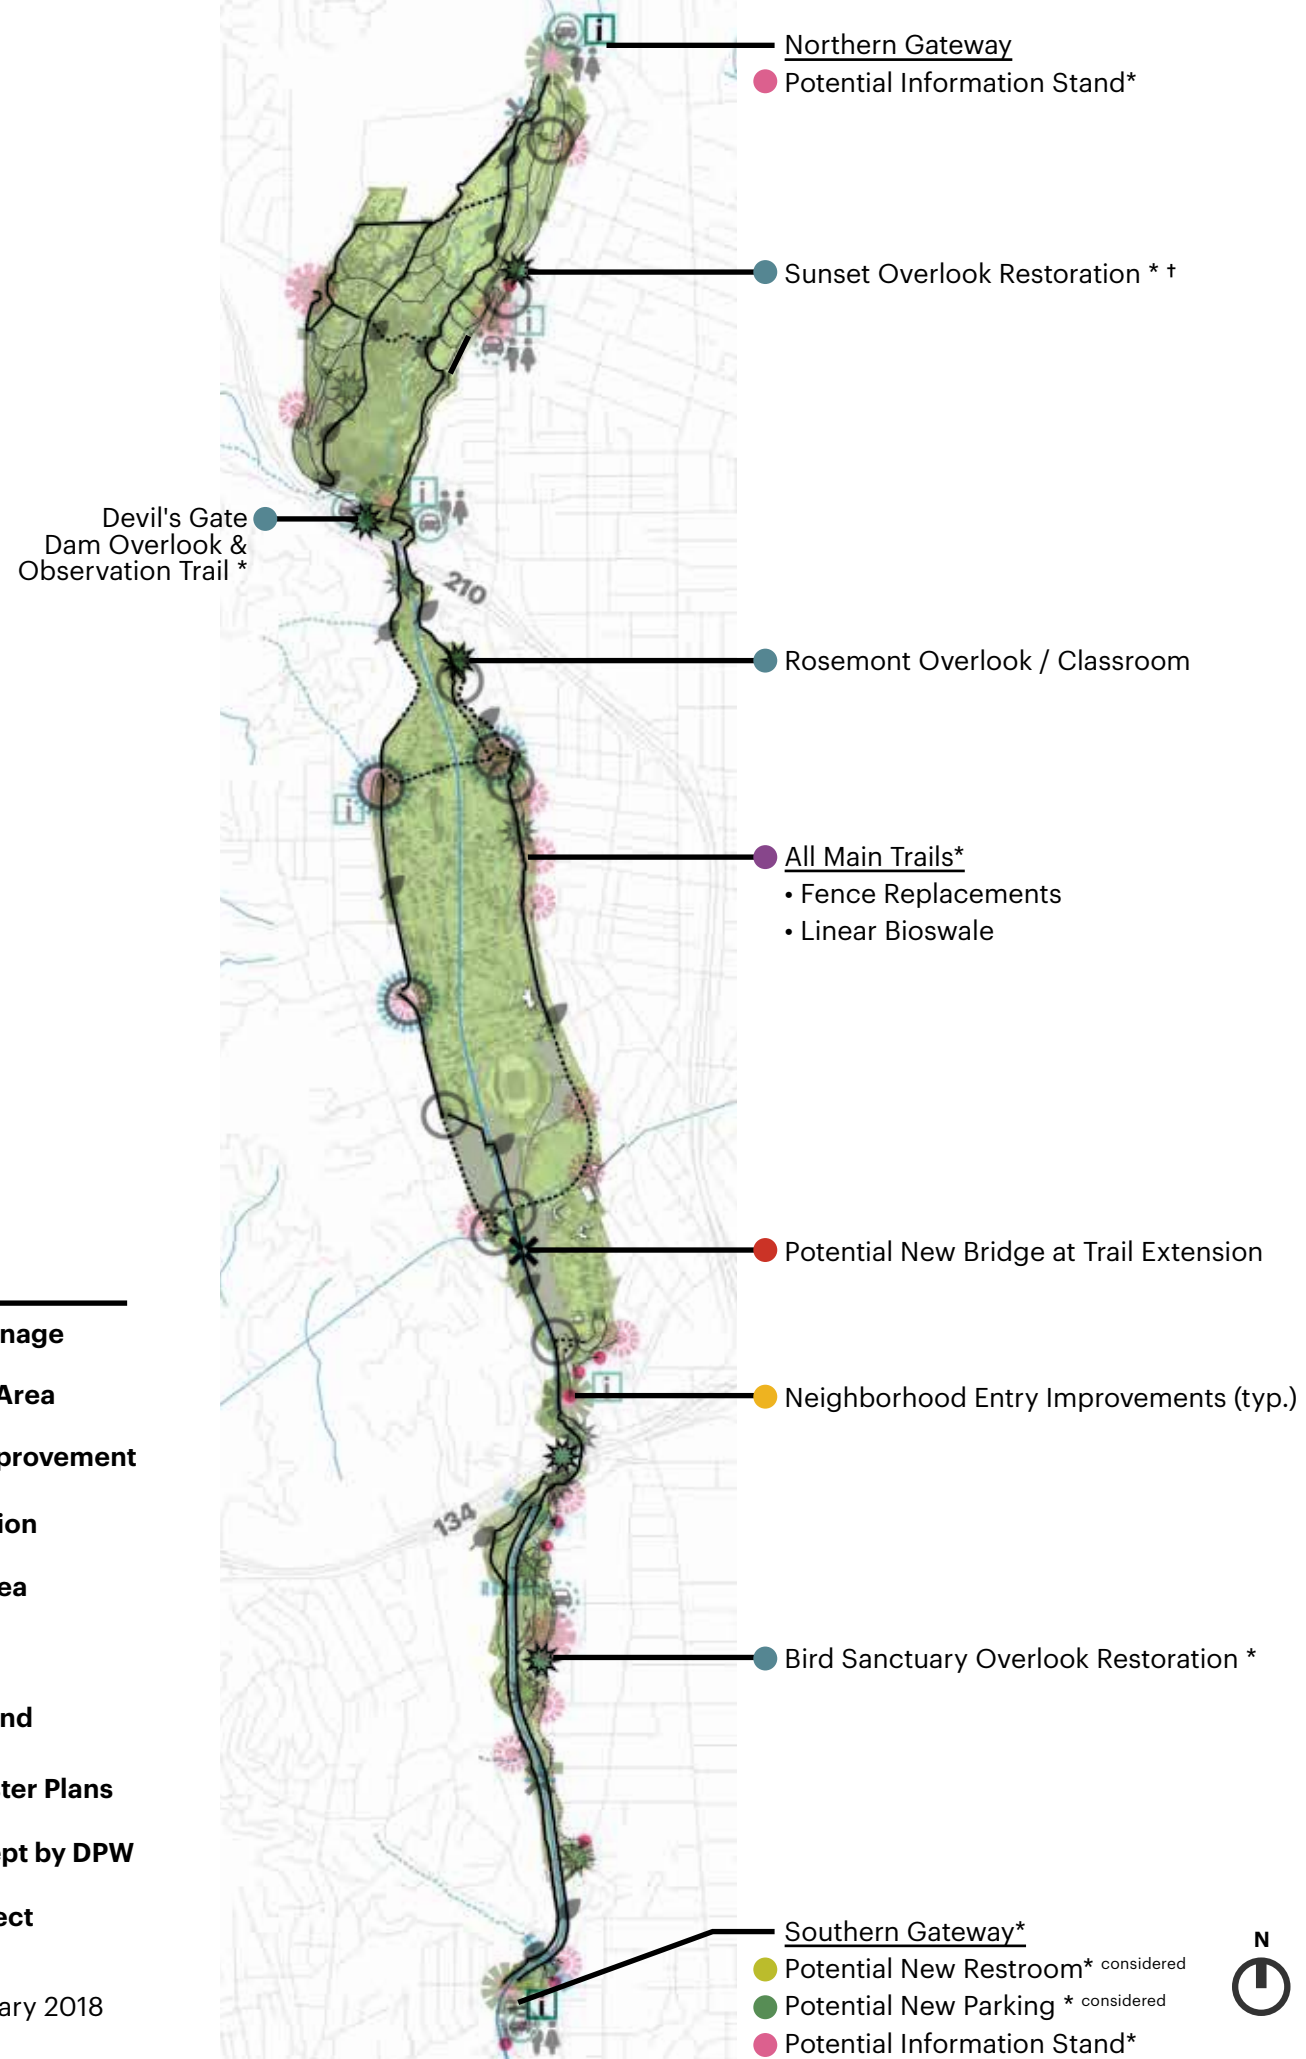 Northern Gateway
Potential Information Stand*
Sunset Overlook Restoration * †
Devil's Gate
Dam Overlook &
Observation Trail *
210
Rosemont Overlook / Classroom
All Main Trails*
• Fence Replacements
• Linear Bioswale
Potential New Bridge at Trail Extension
nage
Area
Neighborhood Entry Improvements (typ.)
provement
134
ion
ea
Bird Sanctuary Overlook Restoration *
nd
ter Plans
ept by DPW
ect
Southern Gateway*
Potential New Restroom* considered
Potential New Parking * considered
Potential Information Stand*
N
ary 2018
i
i
i
i
i
i